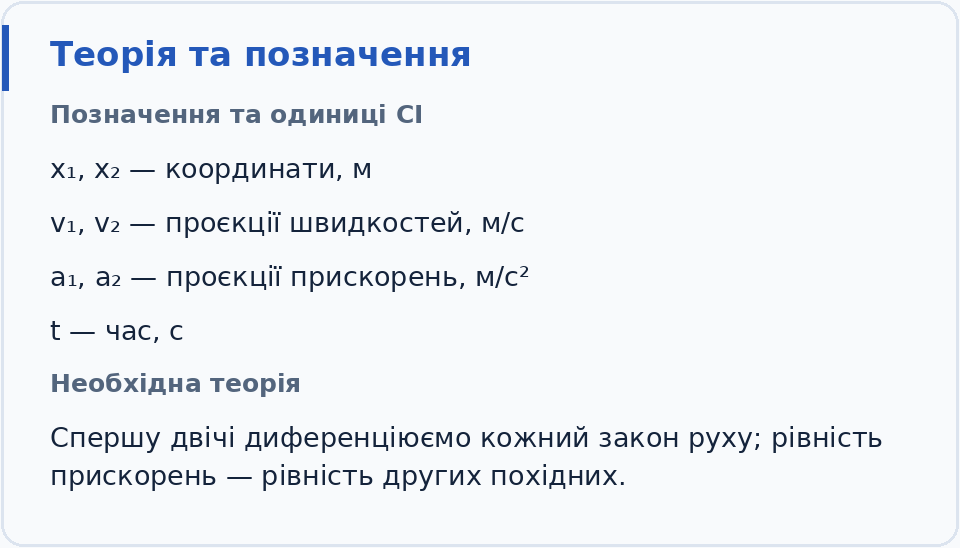 Теорія та позначення
Позначення та одиниці СІ
x₁, x₂ — координати, м
v₁, v₂ — проєкції швидкостей, м/с
a₁, a₂ — проєкції прискорень, м/с²
t — час, с
Необхідна теорія
Спершу двічі диференціюємо кожний закон руху; рівність
прискорень — рівність других похідних.